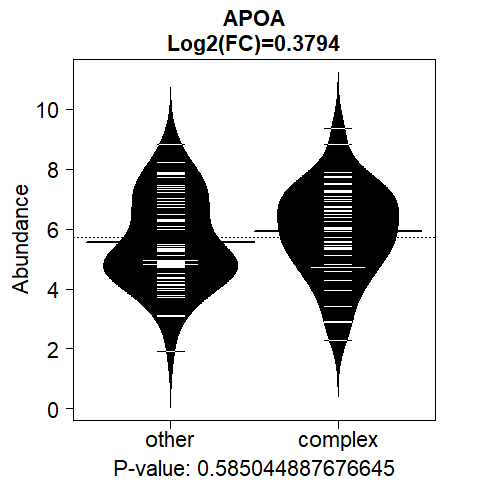 APOA
Log2(FC)=0.3794
Abundance
10
8
6
4
2
0
other complex
P-value: 0.585044887676645